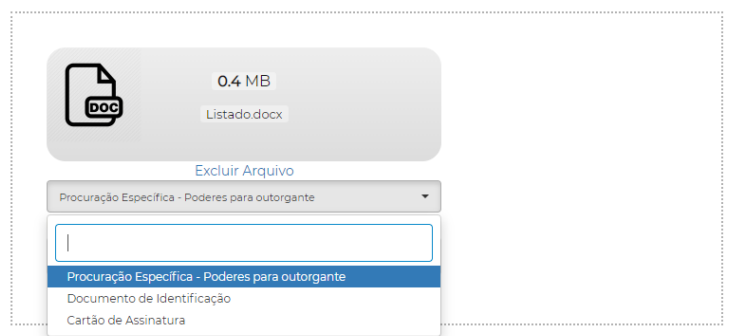 DOC
0.4 MB
Listado.docx
Excluir Arquivo
Procuração Específica - Poderes para outorgante
Procuração Específica - Poderes para outorgante
Documento de Identificação
Cartão de Assinatura